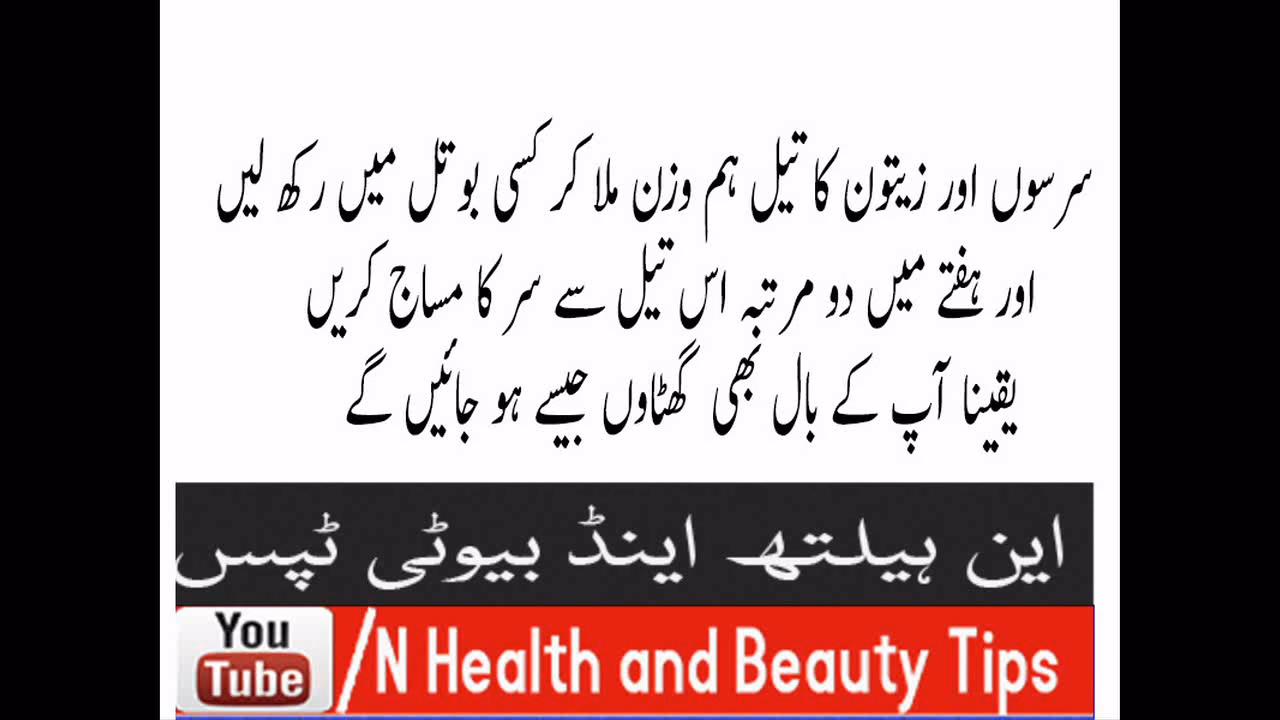 سرسوں اور زیتون کا تیل ہم وزن ملا کر کسی بوتل میں رکھ لیں
اور ہفتے میں دو مرتبہ اس تیل سے سر کا مساج کریں
یقینا آپ کے بال بھی گھٹاوں جیسے ہو جائیں گے
این ہیلتھ اینڈ بیوٹی ٹپس
You Tube /N Health and Beauty Tips